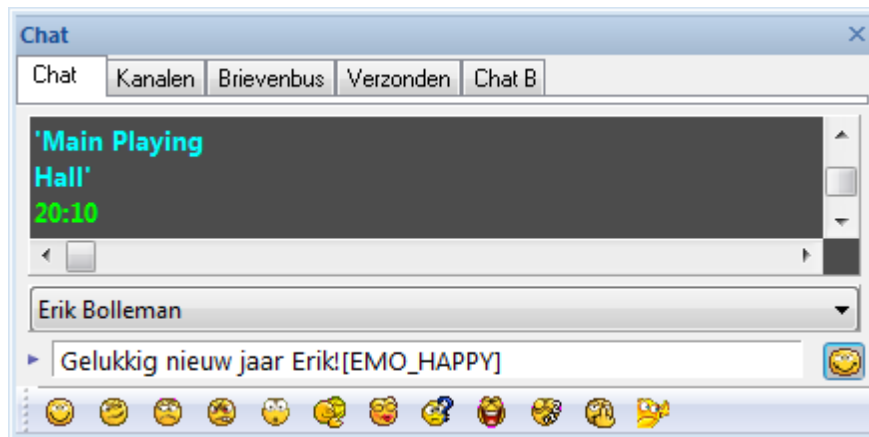 Chat
Chat Kanalen Brievenbus Verzonden Chat B
'Main Playing
Hall'
20:10
Erik Bolleman
Gelukkig nieuw jaar Erik![EMO_HAPPY]